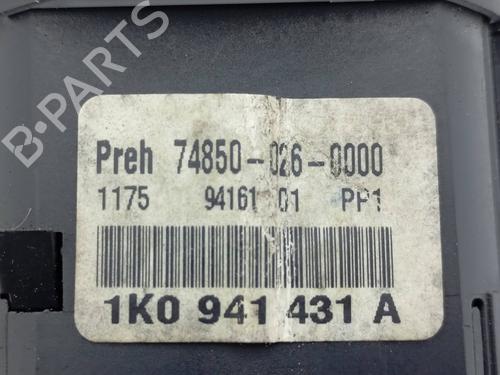 B-PARTS
Preh 74850-026-0000
1175 94161 01 PP1
1K0 941 431 A